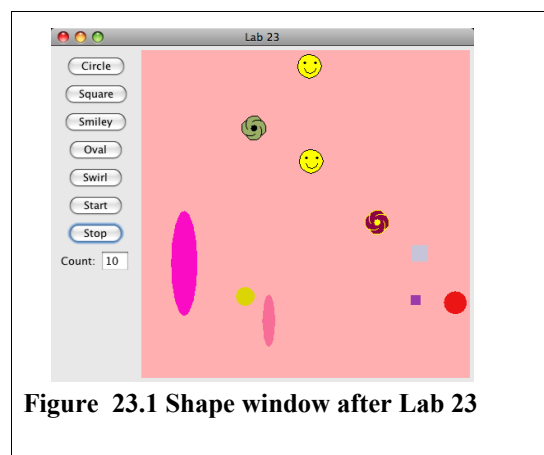 Lab 23
Circle
Square
Smiley
Oval
Swirl
Start
Stop
Count: 10
Figure 23.1 Shape window after Lab 23